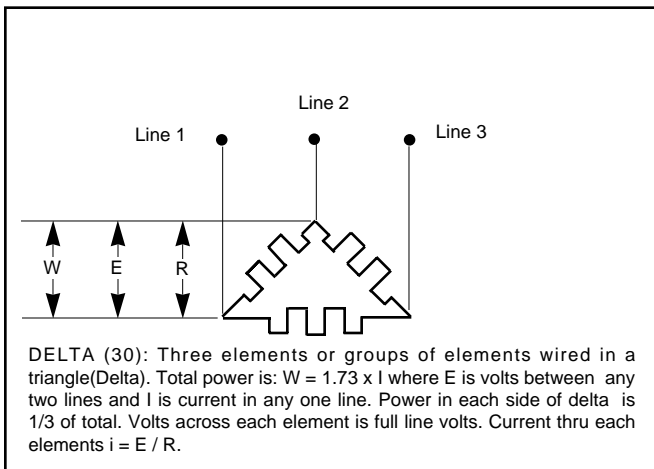 Line 2
Line 1
Line 3
W
E
R
DELTA (30): Three elements or groups of elements wired in a
triangle(Delta). Total power is: W = 1.73 x I where E is volts between any
two lines and I is current in any one line. Power in each side of delta is
1/3 of total. Volts across each element is full line volts. Current thru each
elements i = E / R.